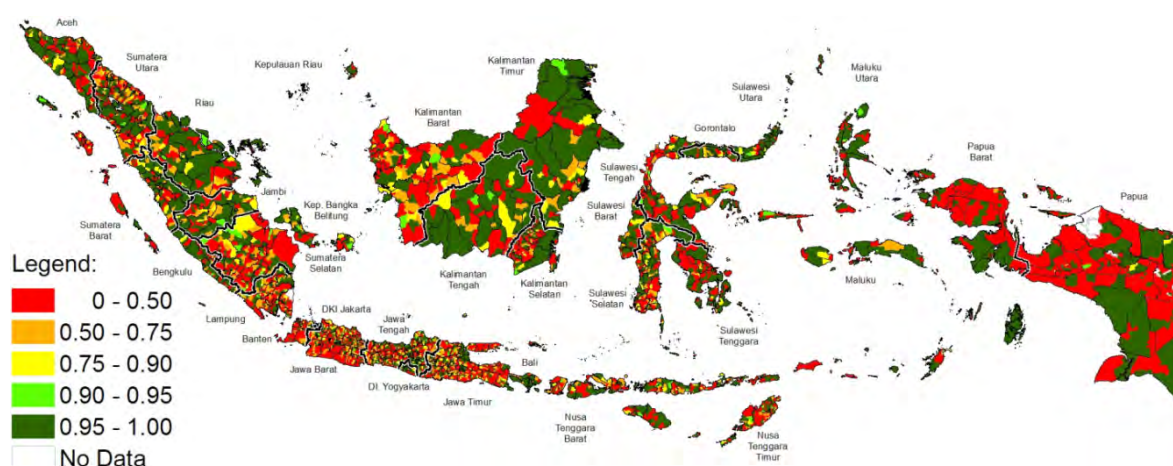 Aceh
Sumatera
Utara
Riau
Kepulauan Riau
Jambi
Kep. Bangka
Belitung
Sumatera
Barat
Bengkulu
Sumatera
Selatan
Lampung
Banten
DKI Jakarta
Jawa
Tengah
Jawa Barat
DI. Yogyakarta
Jawa Timur
Bali
Nusa
Tenggara
Barat
Nusa
Tenggara
Timur
Kalimantan
Barat
Kalimantan
Timur
Kalimantan
Tengah
Kalimantan
Selatan
Gorontalo
Sulawesi
Utara
Sulawesi
Tengah
Sulawesi
Barat
Sulawesi
Selatan
Sulawesi
Tenggara
Maluku
Utara
Maluku
Papua
Barat
Papua
Legend:
0 - 0.50
0.50 - 0.75
0.75 - 0.90
0.90 - 0.95
0.95 - 1.00
No Data